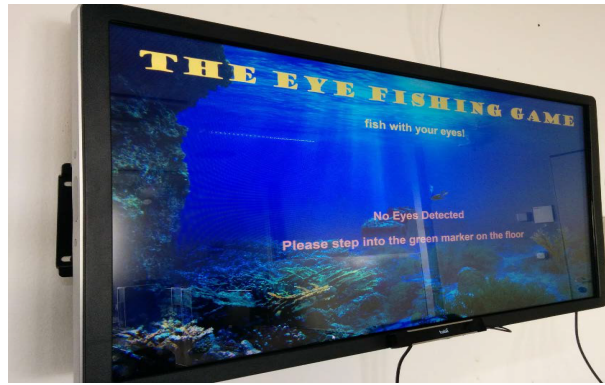 THE EYE FISHING GAME
fish with your eyes!
No Eyes Detected
Please step into the green marker on the floor